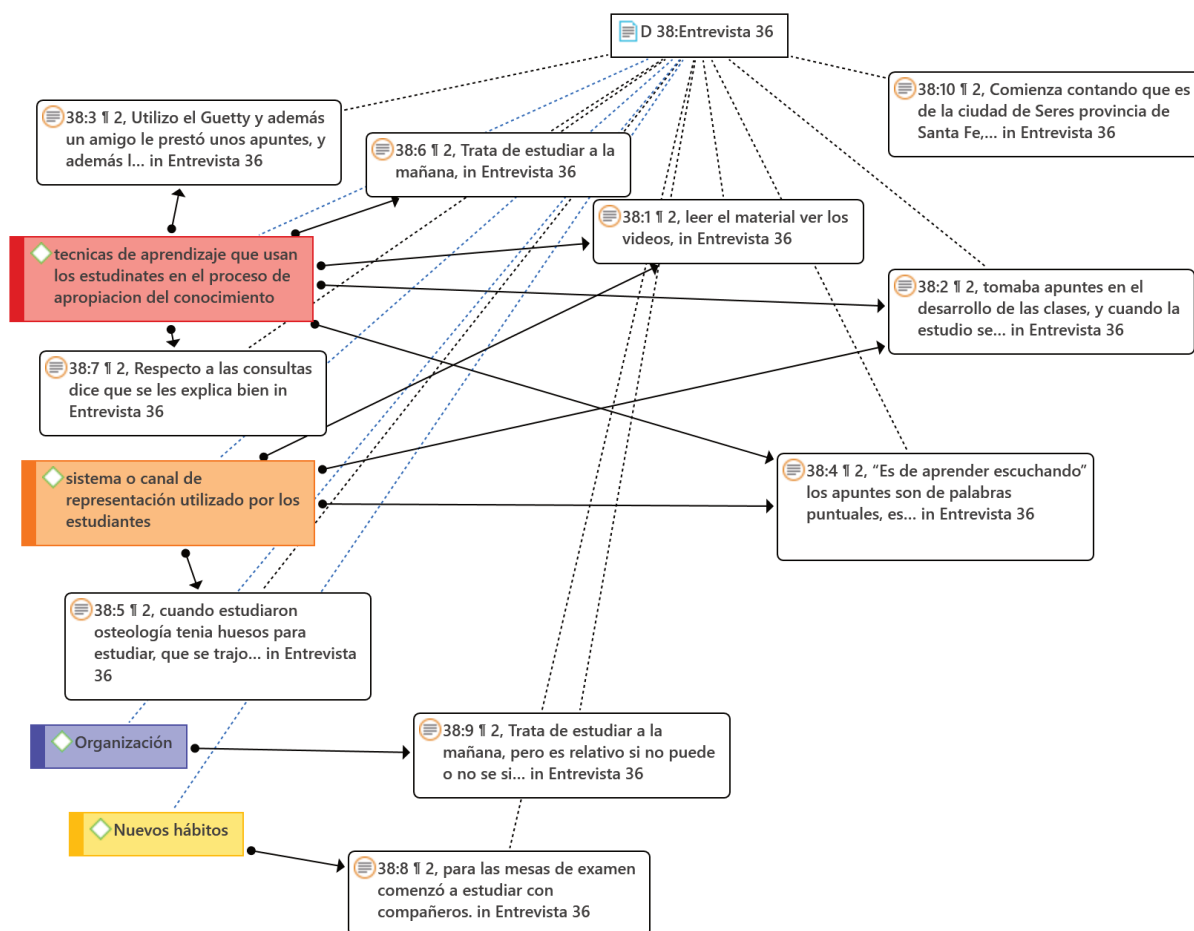 D 38:Entrevista 36
38:10 ¶ 2, Comienza contando que es
de la ciudad de Seres provincia de
Santa Fe,... in Entrevista 36
38:3 ¶ 2, Utilizo el Guetty y además
un amigo le prestó unos apuntes, y
además l... in Entrevista 36
38:6 ¶ 2, Trata de estudiar a la
mañana, in Entrevista 36
38:1 ¶ 2, leer el material ver los
videos, in Entrevista 36
tecnicas de aprendizaje que usan
los estudinates en el proceso de
apropiacion del conocimiento
38:2 ¶ 2, tomaba apuntes en el
desarrollo de las clases, y cuando la
estudio se... in Entrevista 36
38:7 ¶ 2, Respecto a las consultas
dice que se les explica bien in
Entrevista 36
sistema o canal de
representación utilizado por los
estudiantes
38:4 ¶ 2, “Es de aprender escuchando”
los apuntes son de palabras
puntuales, es... in Entrevista 36
38:5 ¶ 2, cuando estudiaron
osteología tenia huesos para
estudiar, que se trajo... in Entrevista
36
Organización
38:9 ¶ 2, Trata de estudiar a la
mañana, pero es relativo si no puede
o no se si... in Entrevista 36
Nuevos hábitos
38:8 ¶ 2, para las mesas de examen
comenzó a estudiar con
compañeros. in Entrevista 36